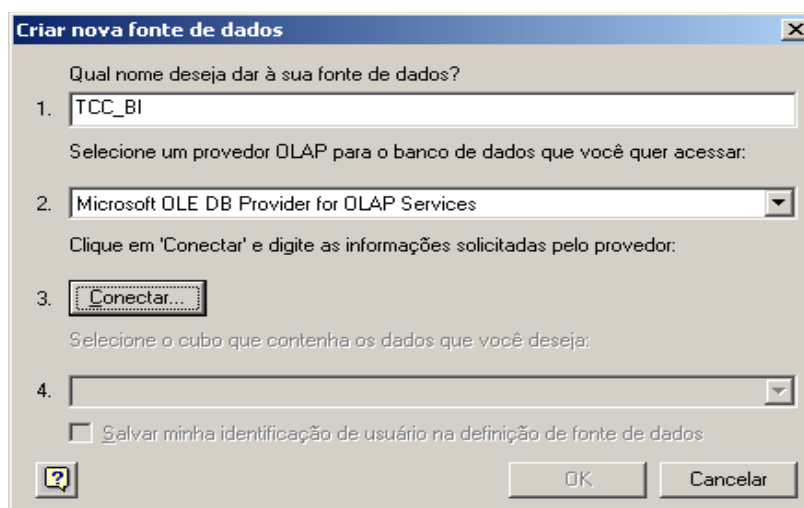 Criar nova fonte de dados
Qual nome deseja dar à sua fonte de dados?
1. TCC_BI
Selecione um provedor OLAP para o banco de dados que você quer acessar:
2. Microsoft OLE DB Provider for OLAP Services
Clique em 'Conectar' e digite as informações solicitadas pelo provedor:
3. Conectar...
Selecione o cubo que contenha os dados que você deseja:
4.
Salvar minha identificação de usuário na definição de fonte de dados
? OK Cancelar